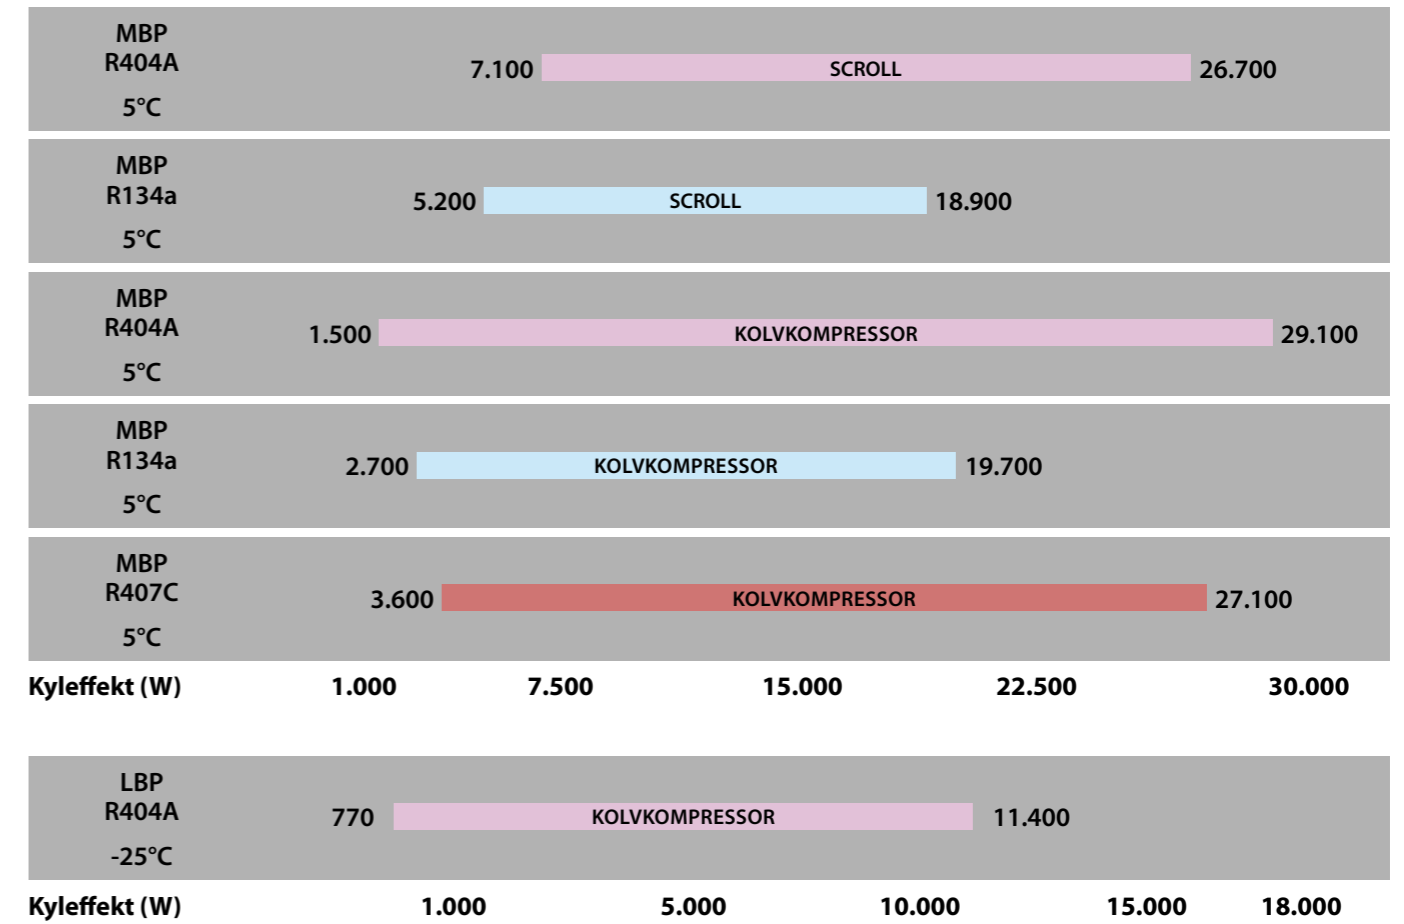 MBP
R404A
5°C
7.100 SCROLL 26.700
MBP
R134a
5°C
5.200 SCROLL 18.900
MBP
R404A
5°C
1.500 KOLVKOMPRESSOR 29.100
MBP
R134a
5°C
2.700 KOLVKOMPRESSOR 19.700
MBP
R407C
5°C
3.600 KOLVKOMPRESSOR 27.100
Kyleffekt (W) 1.000 7.500 15.000 22.500 30.000
LBP
R404A
-25°C
770 KOLVKOMPRESSOR 11.400
Kyleffekt (W) 1.000 5.000 10.000 15.000 18.000